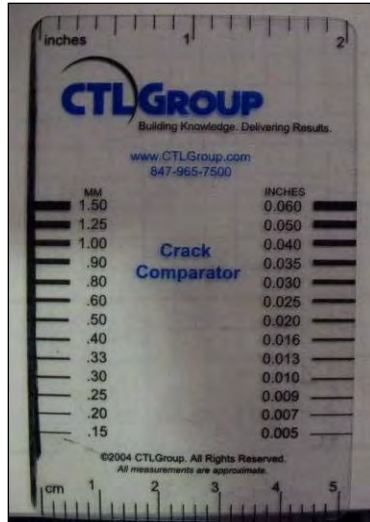 inches 1 2
CTLGROUP
Building Knowledge. Delivering Results.
www.CTLGroup.com
847-965-7500
MM INCHES
1.50 0.060
1.25 0.050
1.00 0.040
.90 0.035
Crack
.80 0.030
Comparator
.60 0.025
.50 0.020
.40 0.016
.33 0.013
.30 0.010
.25 0.009
.20 0.007
.15 0.005
©2004 CTLGroup. All Rights Reserved.
All measurements are approximate.
cm 1 2 3 4 5